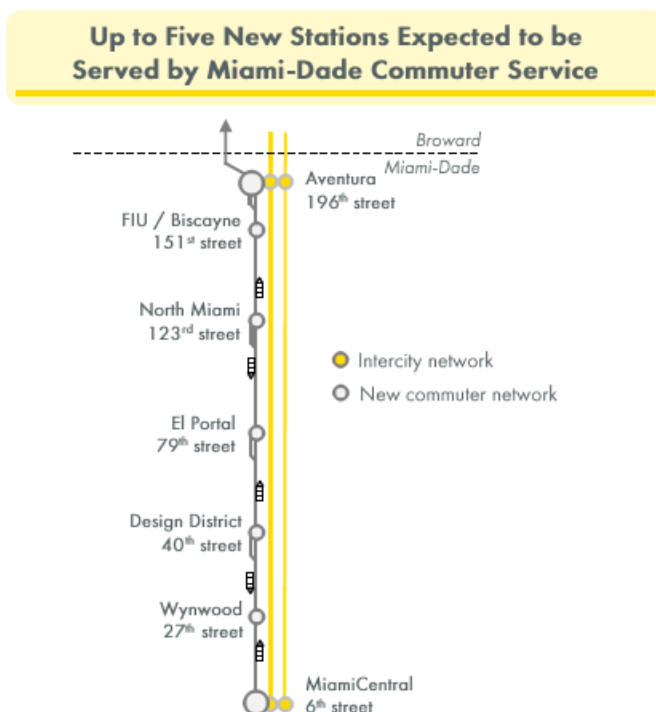 Up to Five New Stations Expected to be
Served by Miami-Dade Commuter Service
Broward
Miami-Dade
Aventura
196th street
FIU / Biscayne
151st street
North Miami
123rd street
Intercity network
New commuter network
El Portal
79th street
Design District
40th street
Wynwood
27th street
MiamiCentral
6th street